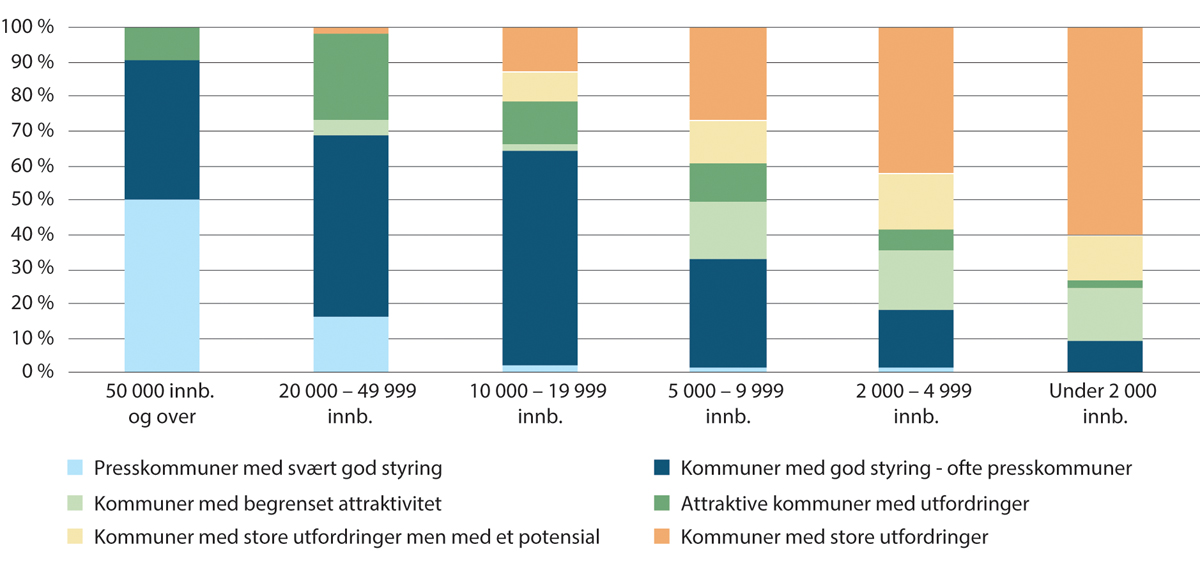 100 %
90 %
80 %
70 %
60 %
50 %
40 %
30 %
20 %
10 %
0 %
50 000 innb.
og over
20 000 – 49 999
innb.
10 000 – 19 999
innb.
5 000 – 9 999
innb.
2 000 – 4 999
innb.
Under 2 000
innb.
Presskommuner med svært god styring
Kommuner med god styring - ofte presskommuner
Kommuner med begrenset attraktivitet
Attraktive kommuner med utfordringer
Kommuner med store utfordringer men med et potensial
Kommuner med store utfordringer